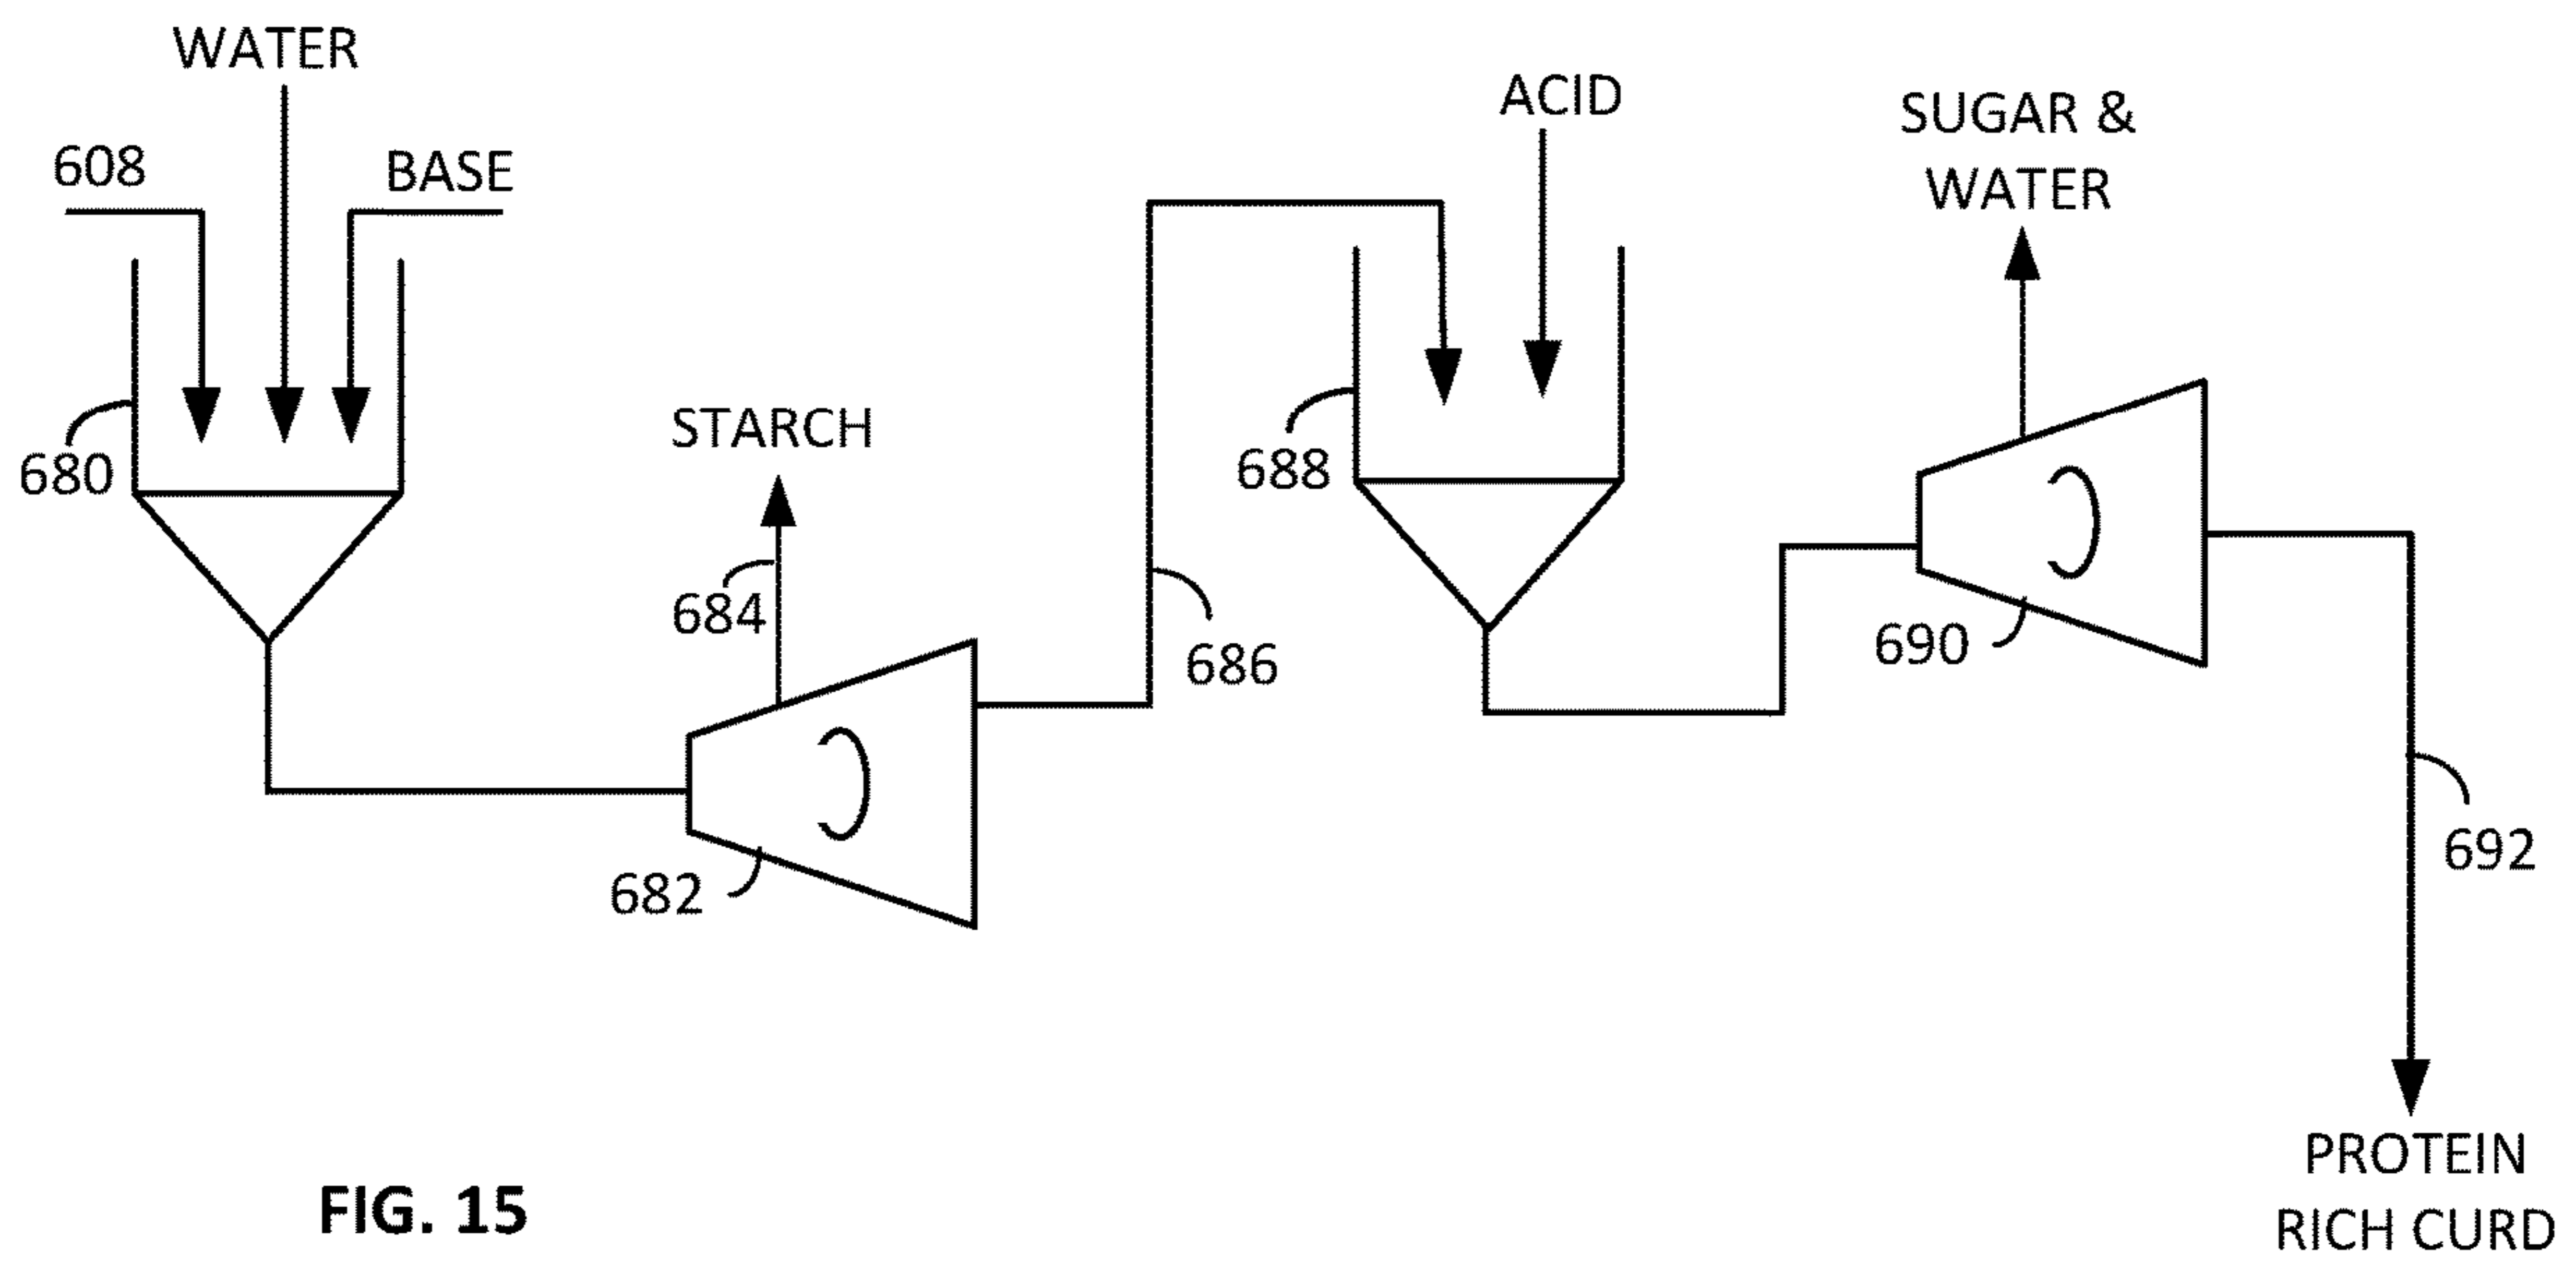 WATER
608
BASE
680
STARCH
684
682
686
ACID
688
SUGAR &
WATER
690
692
PROTEIN
RICH CURD
FIG. 15